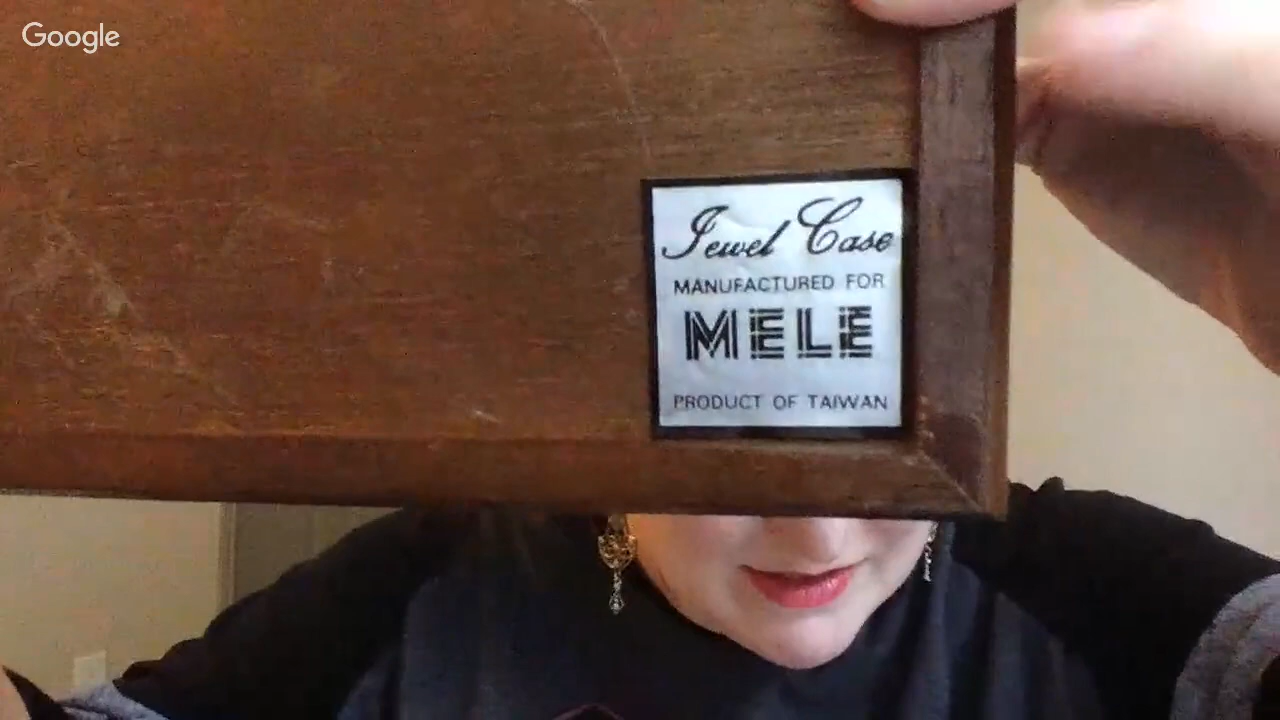 Google
Jewel Case
MANUFACTURED FOR
MELE
PRODUCT OF TAIWAN